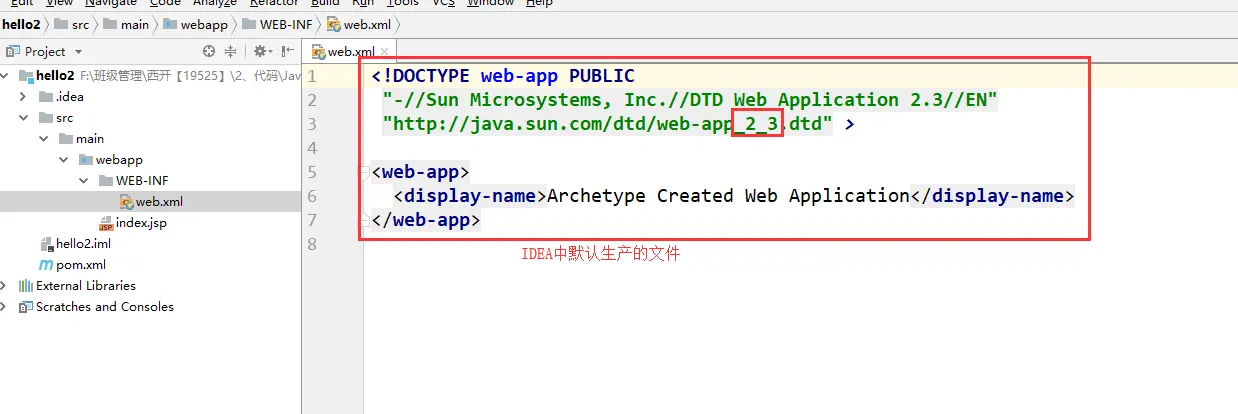 Edit View Navigate Code Analyze Refactor Build Run Tools VCS Window Help
hello2 src main webapp WEB-INF web.xml
Project
web.xml
hello2 F:\班级管理\西开【19525】\2、代码\Jav
.idea
src
main
webapp
WEB-INF
web.xml
index.jsp
hello2.iml
pom.xml
External Libraries
Scratches and Consoles
1 <!DOCTYPE web-app PUBLIC
2 "-//Sun Microsystems, Inc.//DTD Web Application 2.3//EN"
3 "http://java.sun.com/dtd/web-app_2_3.dtd" >
4
5 <web-app>
6 <display-name>Archetype Created Web Application</display-name>
7 </web-app>
8
IDEA中默认生产的文件